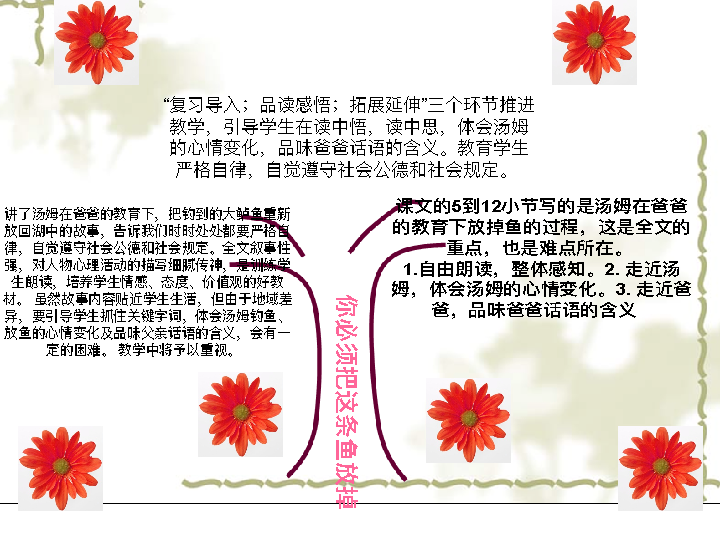 “复习导入；品读感悟；拓展延伸”三个环节推进
教学，引导学生在读中悟，读中思，体会汤姆
的心情变化，品味爸爸话语的含义。教育学生
严格自律，自觉遵守社会公德和社会规定。
讲了汤姆在爸爸的教育下，把钓到的大鲈鱼重新
放回湖中的故事，告诉我们时时处处都要严格自
律，自觉遵守社会公德和社会规定。全文叙事性
强，对人物心理活动的描写细腻传神，是训练学
生朗读，培养学生情感、态度、价值观的好教
材。 虽然故事内容贴近学生生活，但由于地域差
异，要引导学生抓住关键字词，体会汤姆钓鱼、
放鱼的心情变化及品味父亲话语的含义，会有一
定的困难。 教学中将予以重视。
课文的5到12小节写的是汤姆在爸爸
的教育下放掉鱼的过程，这是全文的
重点，也是难点所在。
1.自由朗读，整体感知。2. 走近汤
姆，体会汤姆的心情变化。3. 走近爸
爸，品味爸爸话语的含义
你必须把这条鱼放掉